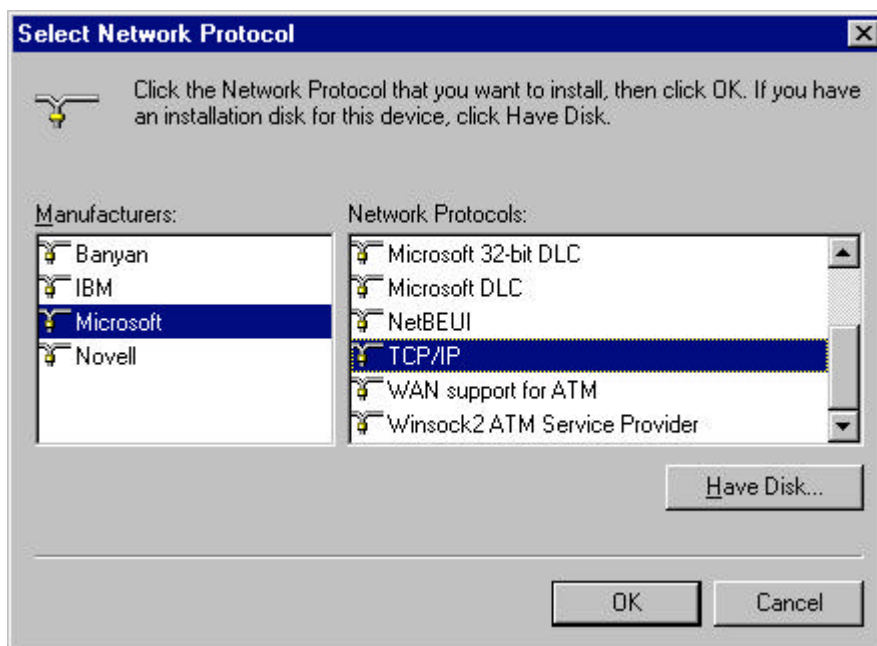 Select Network Protocol
Click the Network Protocol that you want to install, then click OK. If you have
an installation disk for this device, click Have Disk.
Manufacturers:
Banyan
IBM
Microsoft
Novell
Network Protocols:
Microsoft 32-bit DLC
Microsoft DLC
NetBEUI
TCP/IP
WAN support for ATM
Winsock2 ATM Service Provider
Have Disk...
OK
Cancel